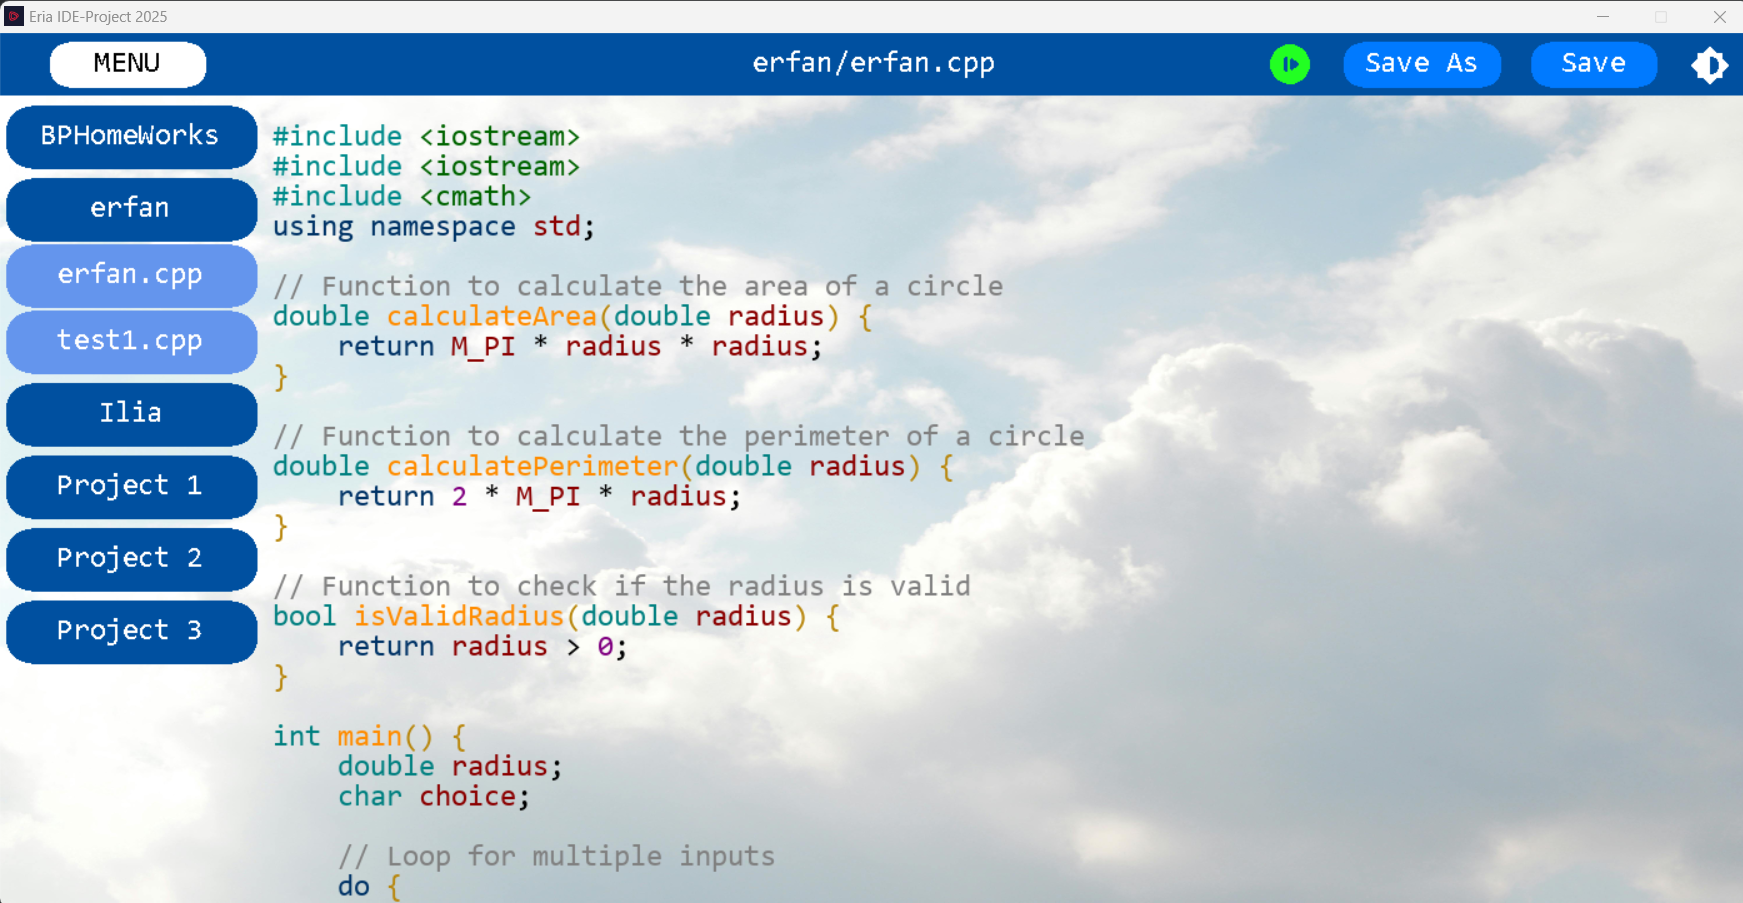 Eria IDE-Project 2025
MENU
erfan/erfan.cpp
Save As
Save
BPHomeWorks
erfan
erfan.cpp
test1.cpp
Ilia
Project 1
Project 2
Project 3
#include <iostream>
#include <iostream>
#include <cmath>
using namespace std;
// Function to calculate the area of a circle
double calculateArea(double radius) {
    return M_PI * radius * radius;
}
// Function to calculate the perimeter of a circle
double calculatePerimeter(double radius) {
    return 2 * M_PI * radius;
}
// Function to check if the radius is valid
bool isValidRadius(double radius) {
    return radius > 0;
}
int main() {
    double radius;
    char choice;
    // Loop for multiple inputs
    do {